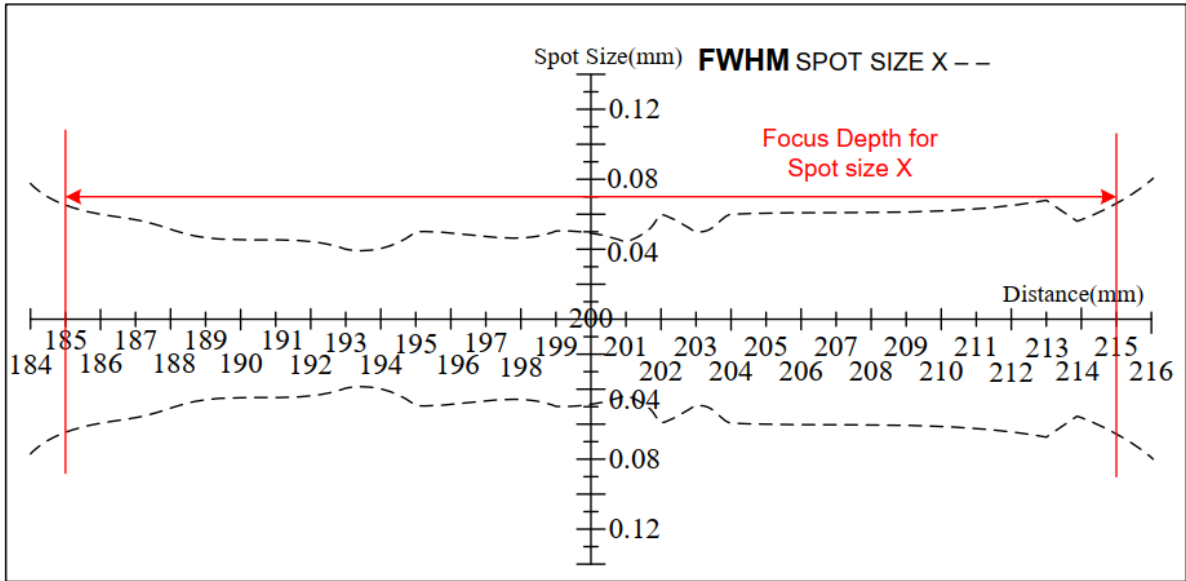 Spot Size(mm) FWHM SPOT SIZE X – –
0.12
Focus Depth for
Spot size X
0.08
0.04
Distance(mm)
200
185 187 189 191 193 195 197 199 201 203 205 207 209 211 213 215
184 186 188 190 192 194 196 198 202 204 206 208 210 212 214 216
0.04
0.08
0.12